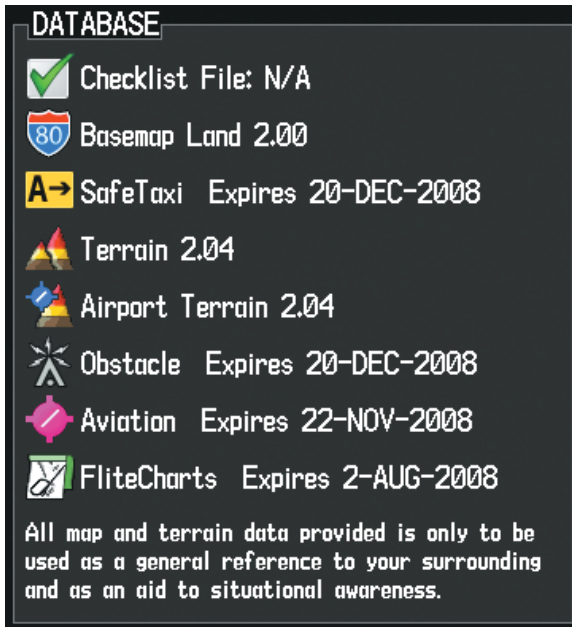 DATABASE
Checklist File: N/A
80 Basemap Land 2.00
A→ SafeTaxi Expires 20-DEC-2008
Terrain 2.04
Airport Terrain 2.04
Obstacle Expires 20-DEC-2008
Aviation Expires 22-NOV-2008
FliteCharts Expires 2-AUG-2008
All map and terrain data provided is only to be
used as a general reference to your surrounding
and as an aid to situational awareness.